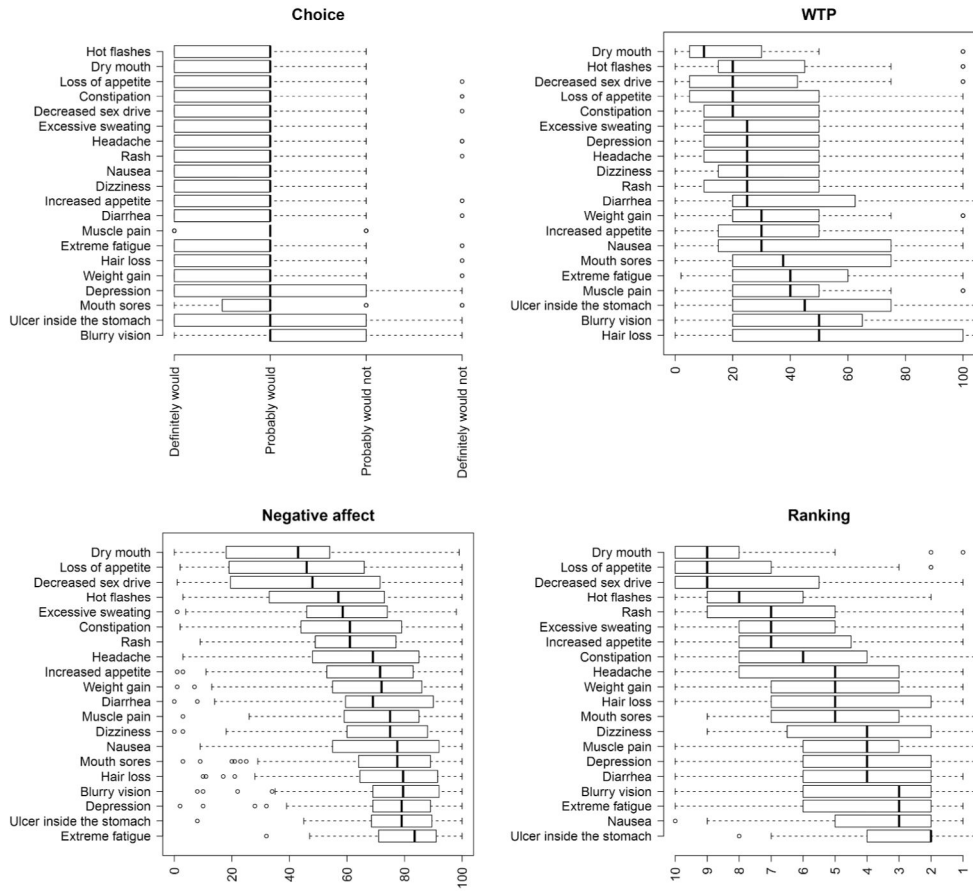 Choice
Hot flashes
Dry mouth
Loss of appetite
Constipation
Decreased sex drive
Excessive sweating
Headache
Rash
Nausea
Dizziness
Increased appetite
Diarrhea
Muscle pain
Extreme fatigue
Hair loss
Weight gain
Depression
Mouth sores
Ulcer inside the stomach
Blurry vision
Definitely would
Probably would
Probably would not
Definitely would not
WTP
Dry mouth
Hot flashes
Decreased sex drive
Loss of appetite
Constipation
Excessive sweating
Depression
Headache
Dizziness
Rash
Diarrhea
Weight gain
Increased appetite
Nausea
Mouth sores
Extreme fatigue
Muscle pain
Ulcer inside the stomach
Blurry vision
Hair loss
0
20
40
60
80
100
Negative affect
Dry mouth
Loss of appetite
Decreased sex drive
Hot flashes
Excessive sweating
Constipation
Rash
Headache
Increased appetite
Weight gain
Diarrhea
Muscle pain
Dizziness
Nausea
Mouth sores
Hair loss
Blurry vision
Depression
Ulcer inside the stomach
Extreme fatigue
0
20
40
60
80
100
Ranking
Dry mouth
Loss of appetite
Decreased sex drive
Hot flashes
Rash
Excessive sweating
Increased appetite
Constipation
Headache
Weight gain
Hair loss
Mouth sores
Dizziness
Muscle pain
Depression
Diarrhea
Blurry vision
Extreme fatigue
Nausea
Ulcer inside the stomach
10
9
8
7
6
5
4
3
2
1